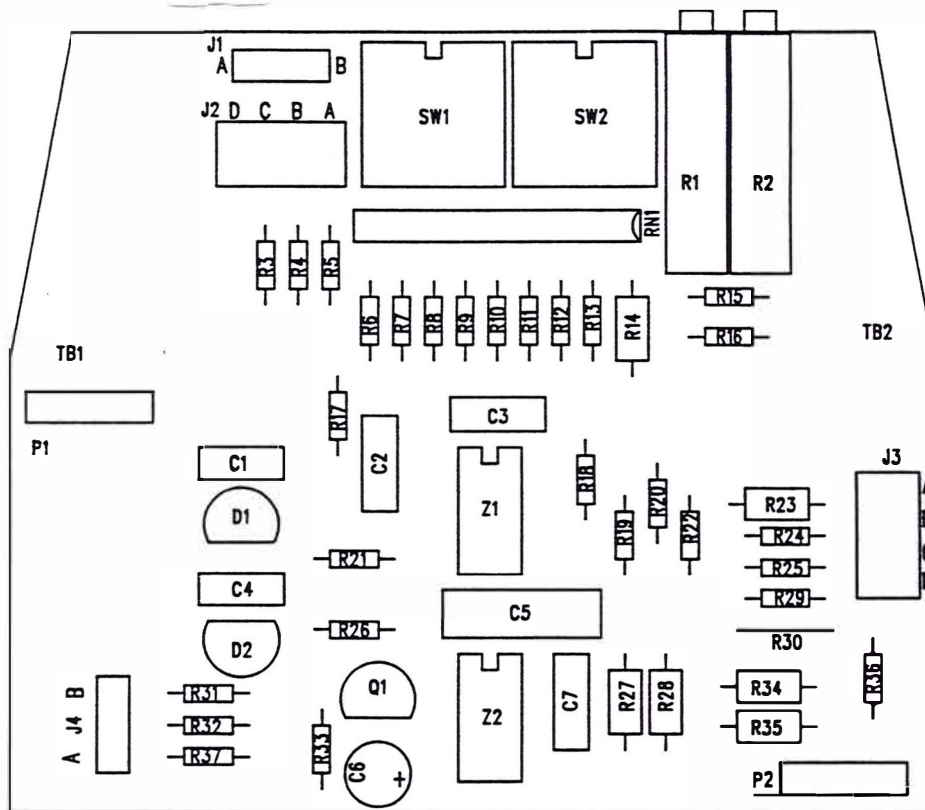 J1
A B
J2 D C B A
SW1 SW2
R1 R2
RN1
R3 R4 R5
R6 R7 R8 R9 R10 R11 R12 R13 R14
R15
R16
TB1 TB2
P1
R17
C3
C2
C1
J3
Z1
R18
R20
R19 R22
R23
D1
R24
R21
R25
C4
R29
C5
R26
R30
D2
R36
Q1
B
J4
A
R31
R32
R37
Z2
C7
R27 R28
R34
R35
R33
C6 +
P2